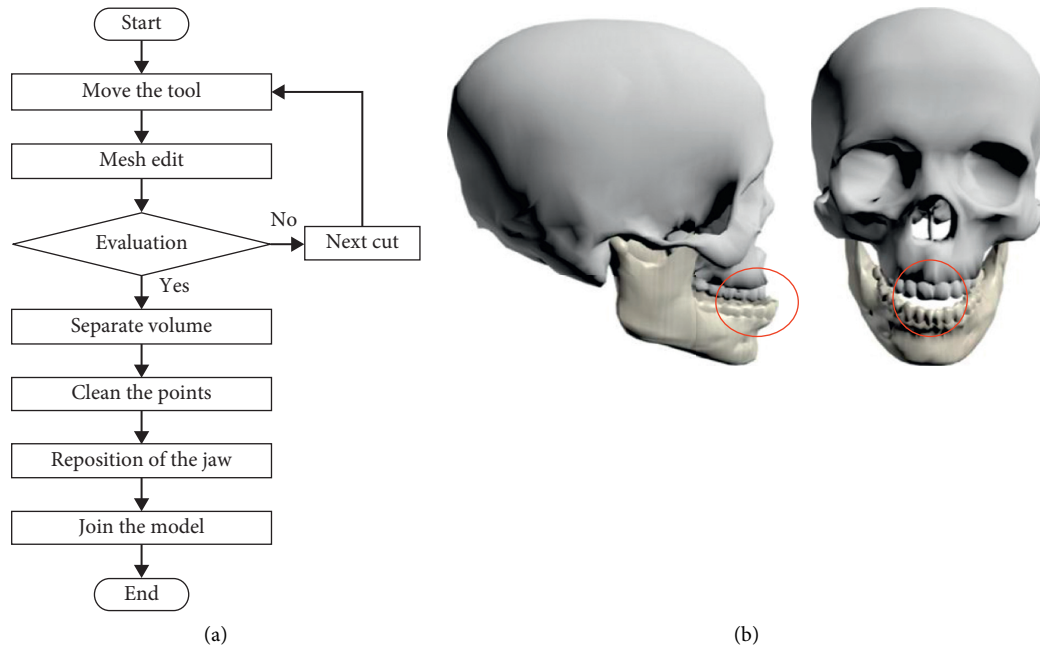 Start
Move the tool
Mesh edit
Evaluation
No
Next cut
Yes
Separate volume
Clean the points
Reposition of the jaw
Join the model
End
(a)
(b)